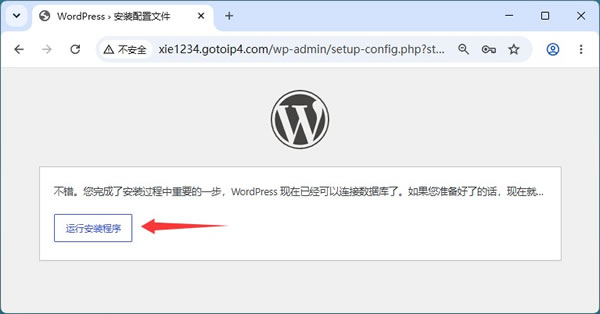 WordPress › 安装配置文件
不安全
xie1234.gotoip4.com/wp-admin/setup-config.php?st...
不错。您完成了安装过程中重要的一步，WordPress 现在已经可以连接数据库了。如果您准备好了的话，现在就...
运行安装程序